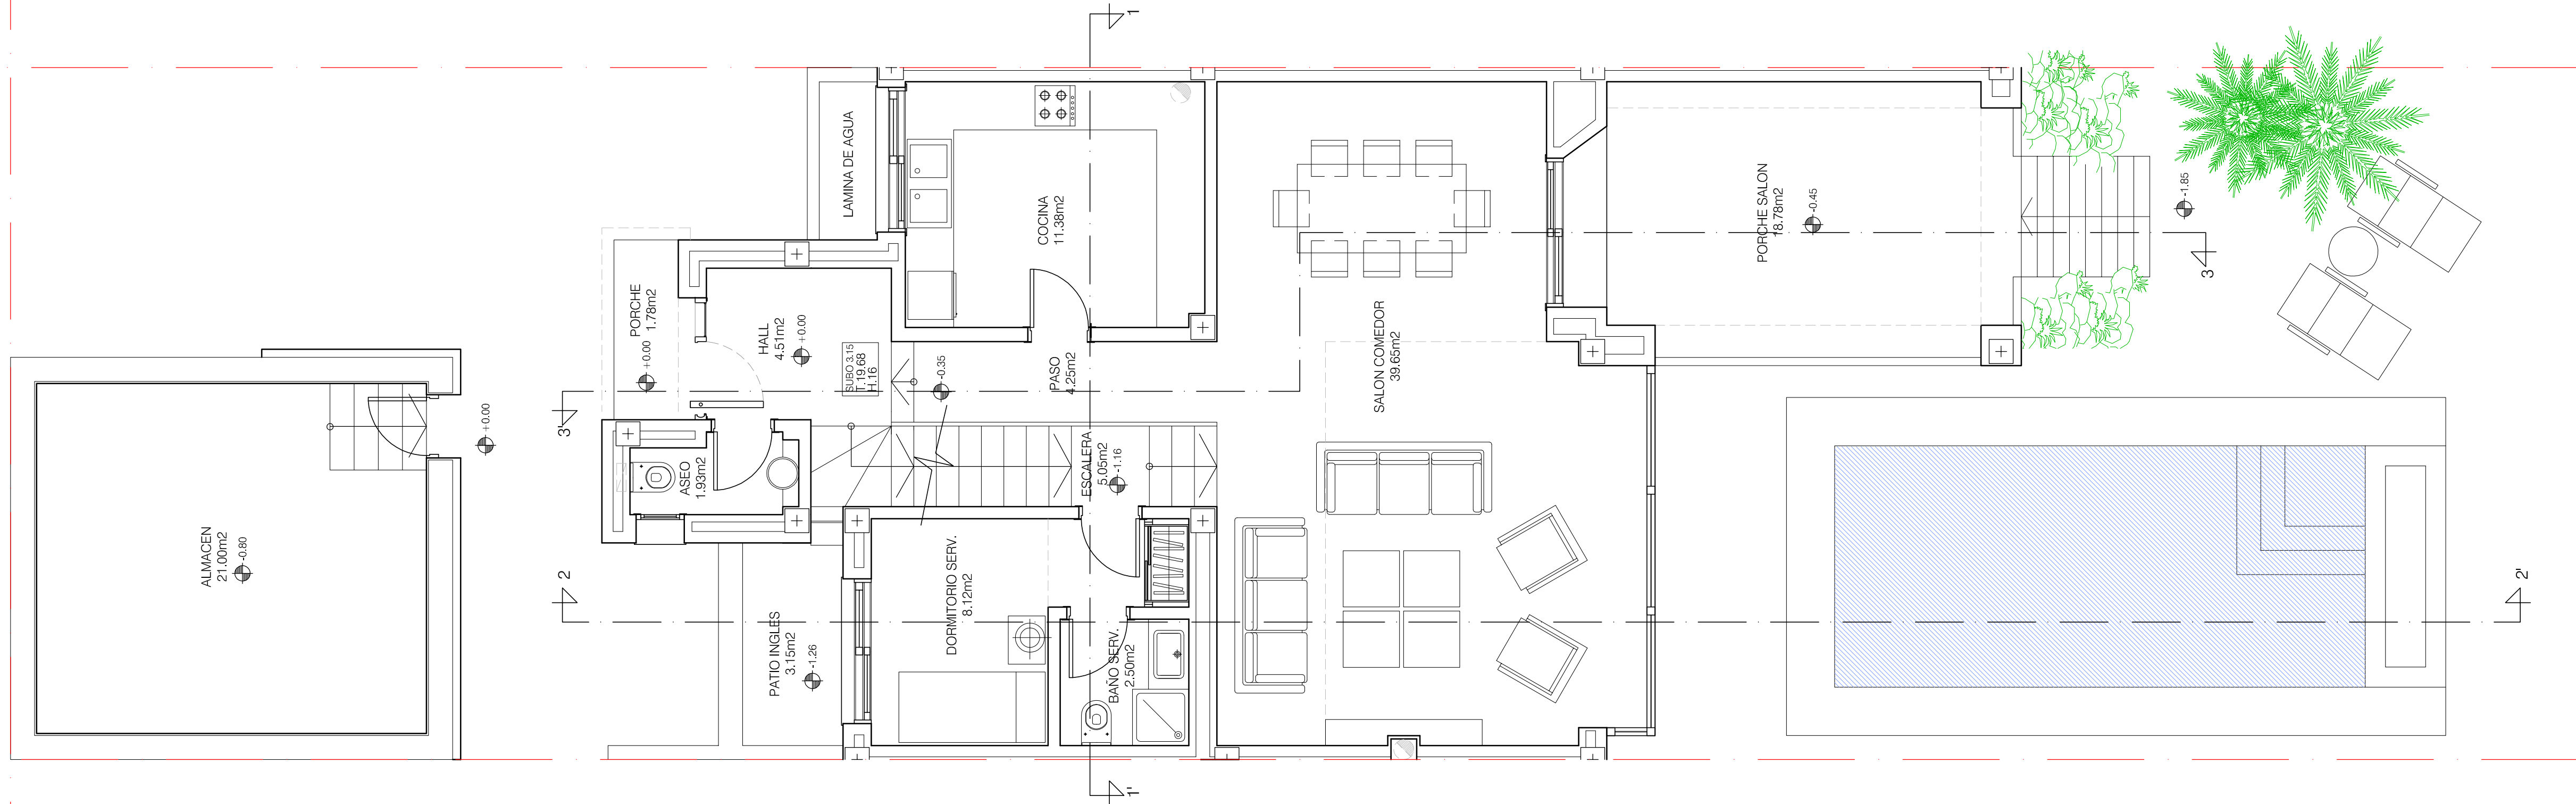 ALMACEN
21.00m2
-0.80
+0.00
3'
2
PORCHE
1.78m2
+0.00
HALL
4.51m2
+0.00
SUBO 3.15
T.19.68
H.16
ASEO
1.93m2
PATIO INGLES
3.15m2
-1.26
LAMINA DE AGUA
-0.35
DORMITORIO SERV.
8.12m2
COCINA
11.38m2
PASO
4.25m2
ESCALERA
5.05m2
-1.16
BAÑO SERV.
2.50m2
1
1'
SALON COMEDOR
39.65m2
PORCHE SALON
18.78m2
-0.45
-1.85
3
2'